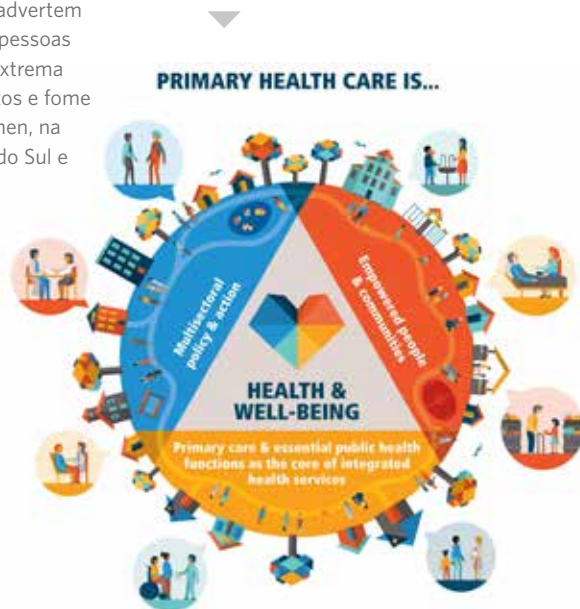 advertem
pessoas
xtrema
tos e fome
men, na
do Sul e
PRIMARY HEALTH CARE IS...
Multisectoral
policy & action
Empowered people
& communities
HEALTH &
WELL-BEING
Primary care & essential public health
functions as the core of integrated
health services